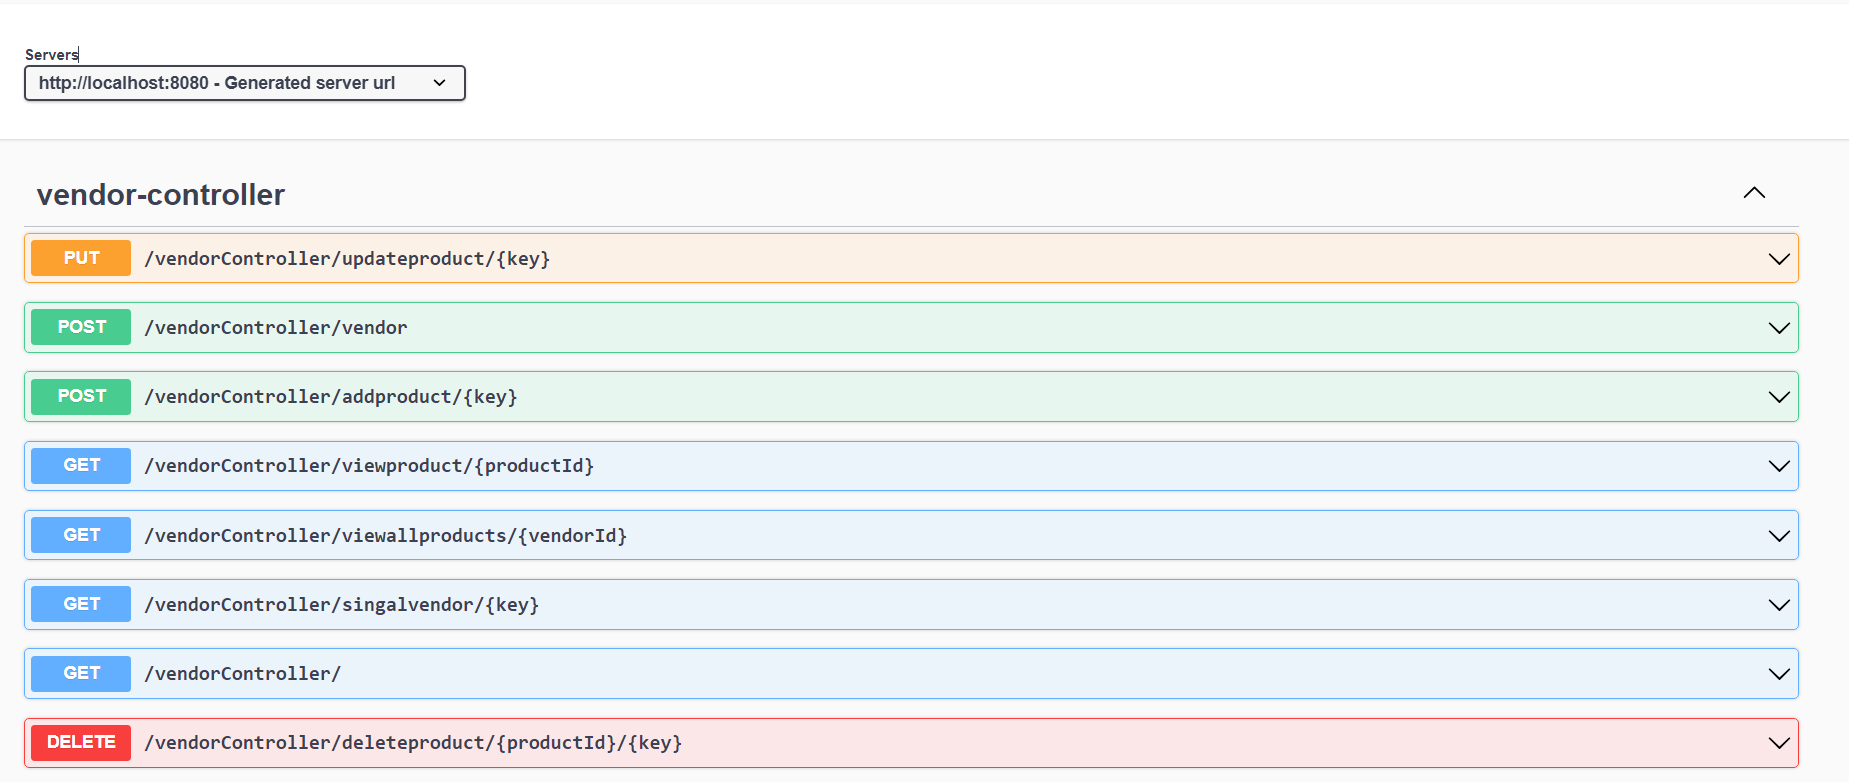 Servers
http://localhost:8080 - Generated server url
vendor-controller
PUT /vendorController/updateproduct/{key}
POST /vendorController/vendor
POST /vendorController/addproduct/{key}
GET /vendorController/viewproduct/{productId}
GET /vendorController/viewallproducts/{vendorId}
GET /vendorController/singalvendor/{key}
GET /vendorController/
DELETE /vendorController/deleteproduct/{productId}/{key}